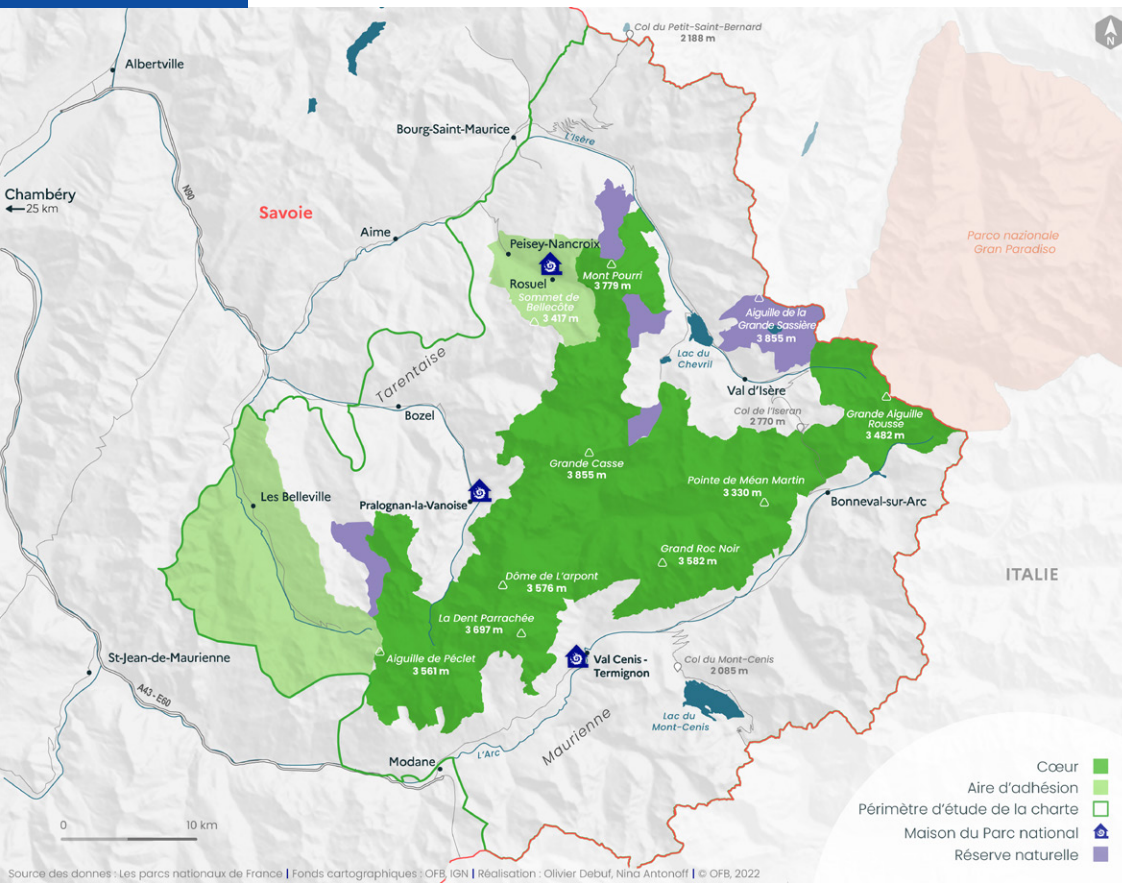 Col du Petit-Saint-Bernard
2 188 m
N
Albertville
Bourg-Saint-Maurice
L'Isère
N90
Chambéry
25 km
Savoie
Aime
Parco nazionale
Gran Paradiso
Peisey-Nancroix
Rosuel
Mont Pourri
3 779 m
Sommet de
Bellecôte
3 417 m
Aiguille de la
Grande Sassière
3 855 m
Lac du
Chevril
Tarentaise
Val d'Isère
Col de l'Iseran
2 770 m
Bozel
Grande Aiguille
Rousse
3 482 m
Grande Casse
3 855 m
Pointe de Méan Martin
3 330 m
Les Belleville
Pralognan-la-Vanoise
Bonneval-sur-Arc
Grand Roc Noir
3 582 m
ITALIE
Dôme de L'arpont
3 576 m
La Dent Parrachée
3 697 m
St-Jean-de-Maurienne
Aiguille de Péclet
3 561 m
Val Cenis -
Termignon
Col du Mont-Cenis
2 085 m
A43 - E60
Lac du
Mont-Cenis
Maurienne
Modane
L'Arc
Cœur
Aire d'adhésion
Périmètre d'étude de la charte
Maison du Parc national
Réserve naturelle
0 10 km
Source des donnes : Les parcs nationaux de France | Fonds cartographiques : OFB, IGN | Réalisation : Olivier Debuf, Nina Antonoff | © OFB, 2022